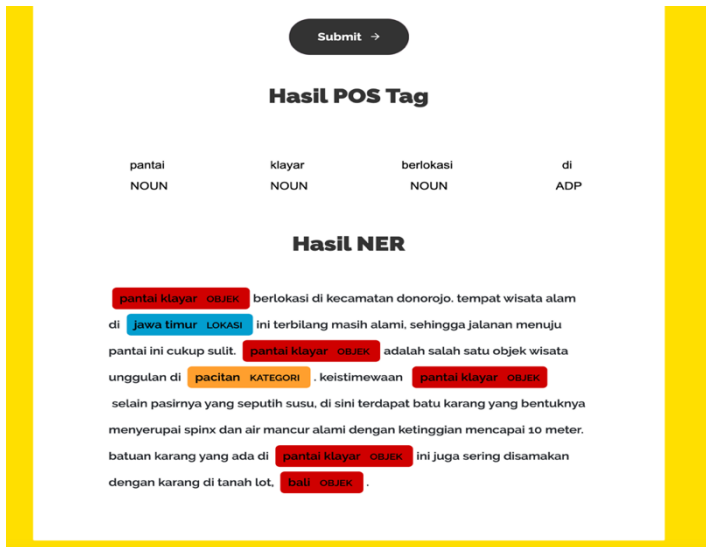 Submit →
Hasil POS Tag
pantai klayar berlokasi di
NOUN NOUN NOUN ADP
Hasil NER
pantai klayar OBJEK berlokasi di kecamatan donorojo. tempat wisata alam
di jawa timur LOKASI ini terbilang masih alami, sehingga jalanan menuju
pantai ini cukup sulit. pantai klayar OBJEK adalah salah satu objek wisata
unggulan di pacitan KATEGORI . keistimewaan pantai klayar OBJEK
selain pasirnya yang seputih susu, di sini terdapat batu karang yang bentuknya
menyerupai spinx dan air mancur alami dengan ketinggian mencapai 10 meter.
batuan karang yang ada di pantai klayar OBJEK ini juga sering disamakan
dengan karang di tanah lot, bali OBJEK .